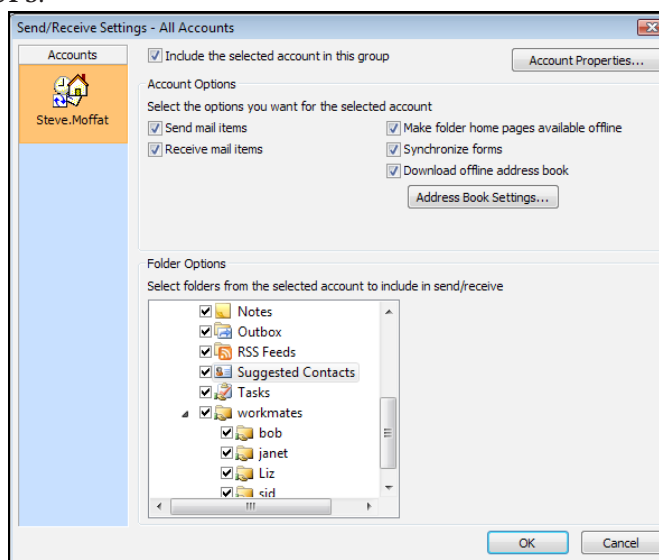 Send/Receive Settings - All Accounts
Accounts
Steve.Moffat
Include the selected account in this group
Account Properties...
Account Options
Select the options you want for the selected account
Send mail items
Make folder home pages available offline
Receive mail items
Synchronize forms
Download offline address book
Address Book Settings...
Folder Options
Select folders from the selected account to include in send/receive
Notes
Outbox
RSS Feeds
Suggested Contacts
Tasks
workmates
bob
janet
Liz
sid
OK
Cancel